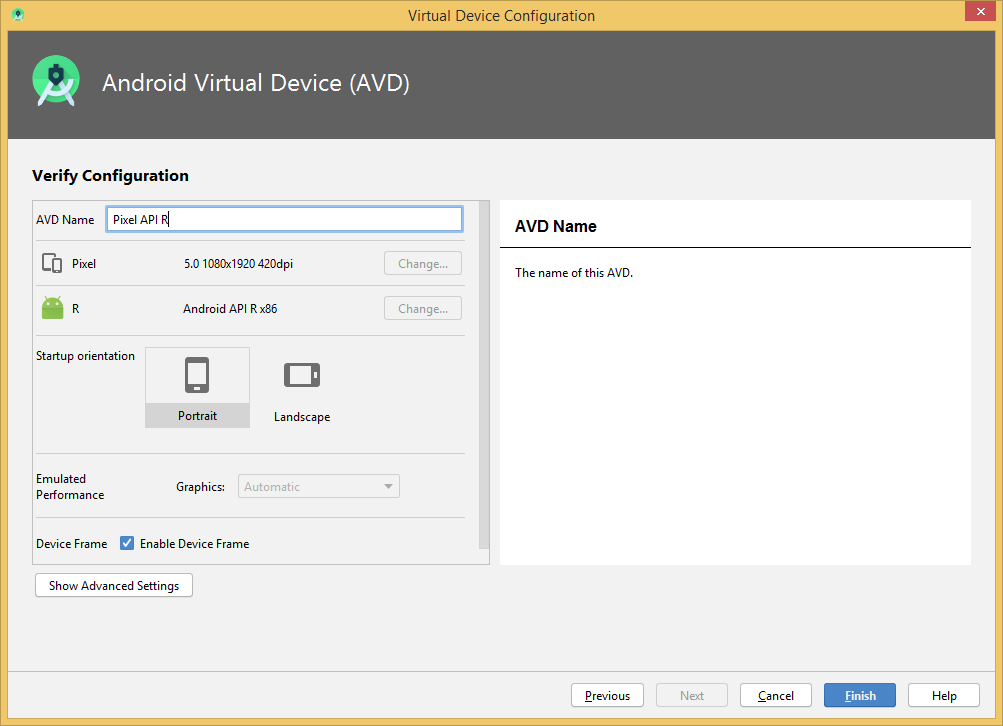 Virtual Device Configuration
Android Virtual Device (AVD)
Verify Configuration
AVD Name Pixel API R
Pixel 5.0 1080x1920 420dpi Change...
R Android API R x86 Change...
Startup orientation
Portrait
Landscape
Emulated
Performance
Graphics: Automatic
Device Frame Enable Device Frame
Show Advanced Settings
AVD Name
The name of this AVD.
Previous Next Cancel Finish Help